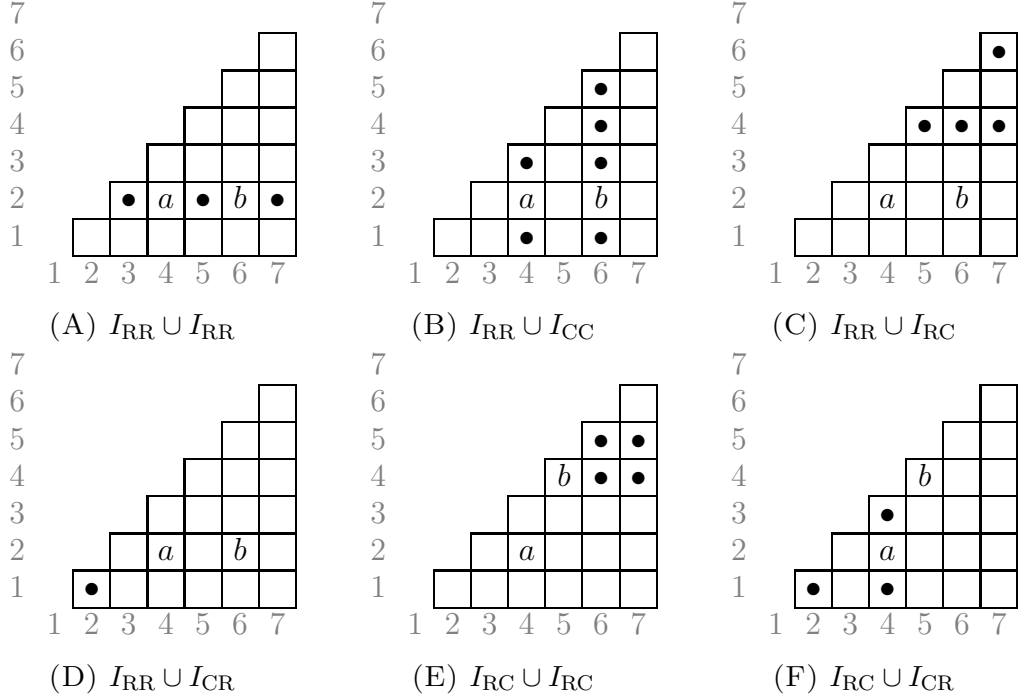 7 7 7
6 6 6
5 5 5
4 4 4
3 3 3
2 a b 2 a b 2 a b
1 1 1
1 2 3 4 5 6 7 1 2 3 4 5 6 7 1 2 3 4 5 6 7
(A) I_RR ∪ I_RR (B) I_RR ∪ I_CC (C) I_RR ∪ I_RC
7 7 7
6 6 6
5 5 5
4 4 b 4 b
3 3 3
2 a b 2 a 2 a
1 1 1
1 2 3 4 5 6 7 1 2 3 4 5 6 7 1 2 3 4 5 6 7
(D) I_RR ∪ I_CR (E) I_RC ∪ I_RC (F) I_RC ∪ I_CR